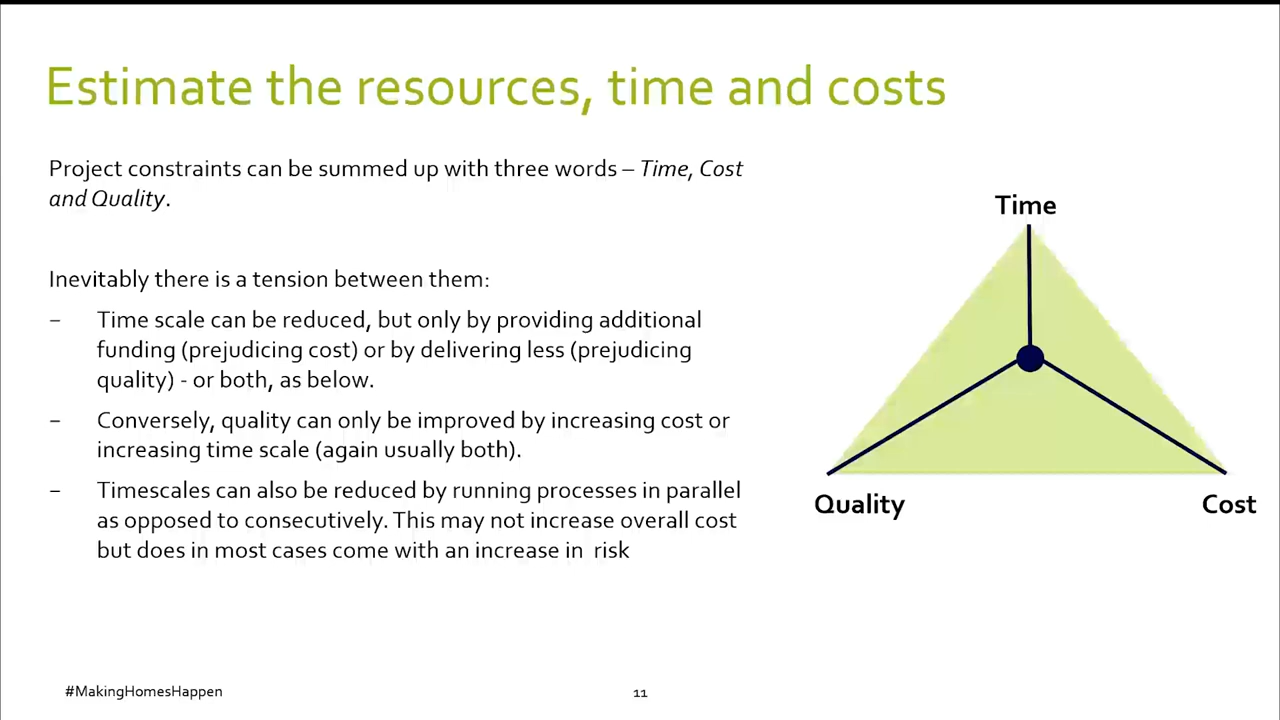 Estimate the resources, time and costs
Project constraints can be summed up with three words – Time, Cost
and Quality.
Inevitably there is a tension between them:
– Time scale can be reduced, but only by providing additional
funding (prejudicing cost) or by delivering less (prejudicing
quality) - or both, as below.
– Conversely, quality can only be improved by increasing cost or
increasing time scale (again usually both).
– Timescales can also be reduced by running processes in parallel
as opposed to consecutively. This may not increase overall cost
but does in most cases come with an increase in  risk
Time
Quality
Cost
#MakingHomesHappen
11